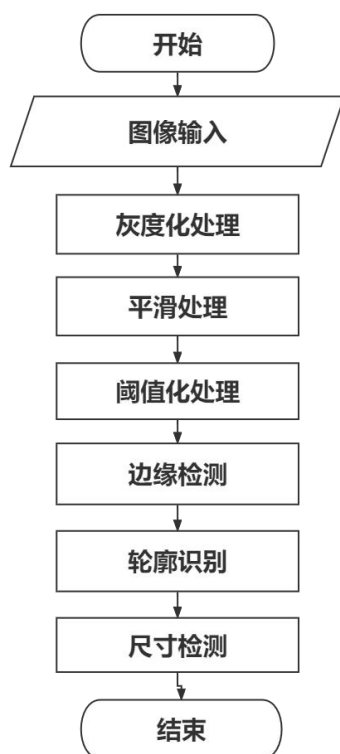 开始
图像输入
灰度化处理
平滑处理
阈值化处理
边缘检测
轮廓识别
尺寸检测
结束